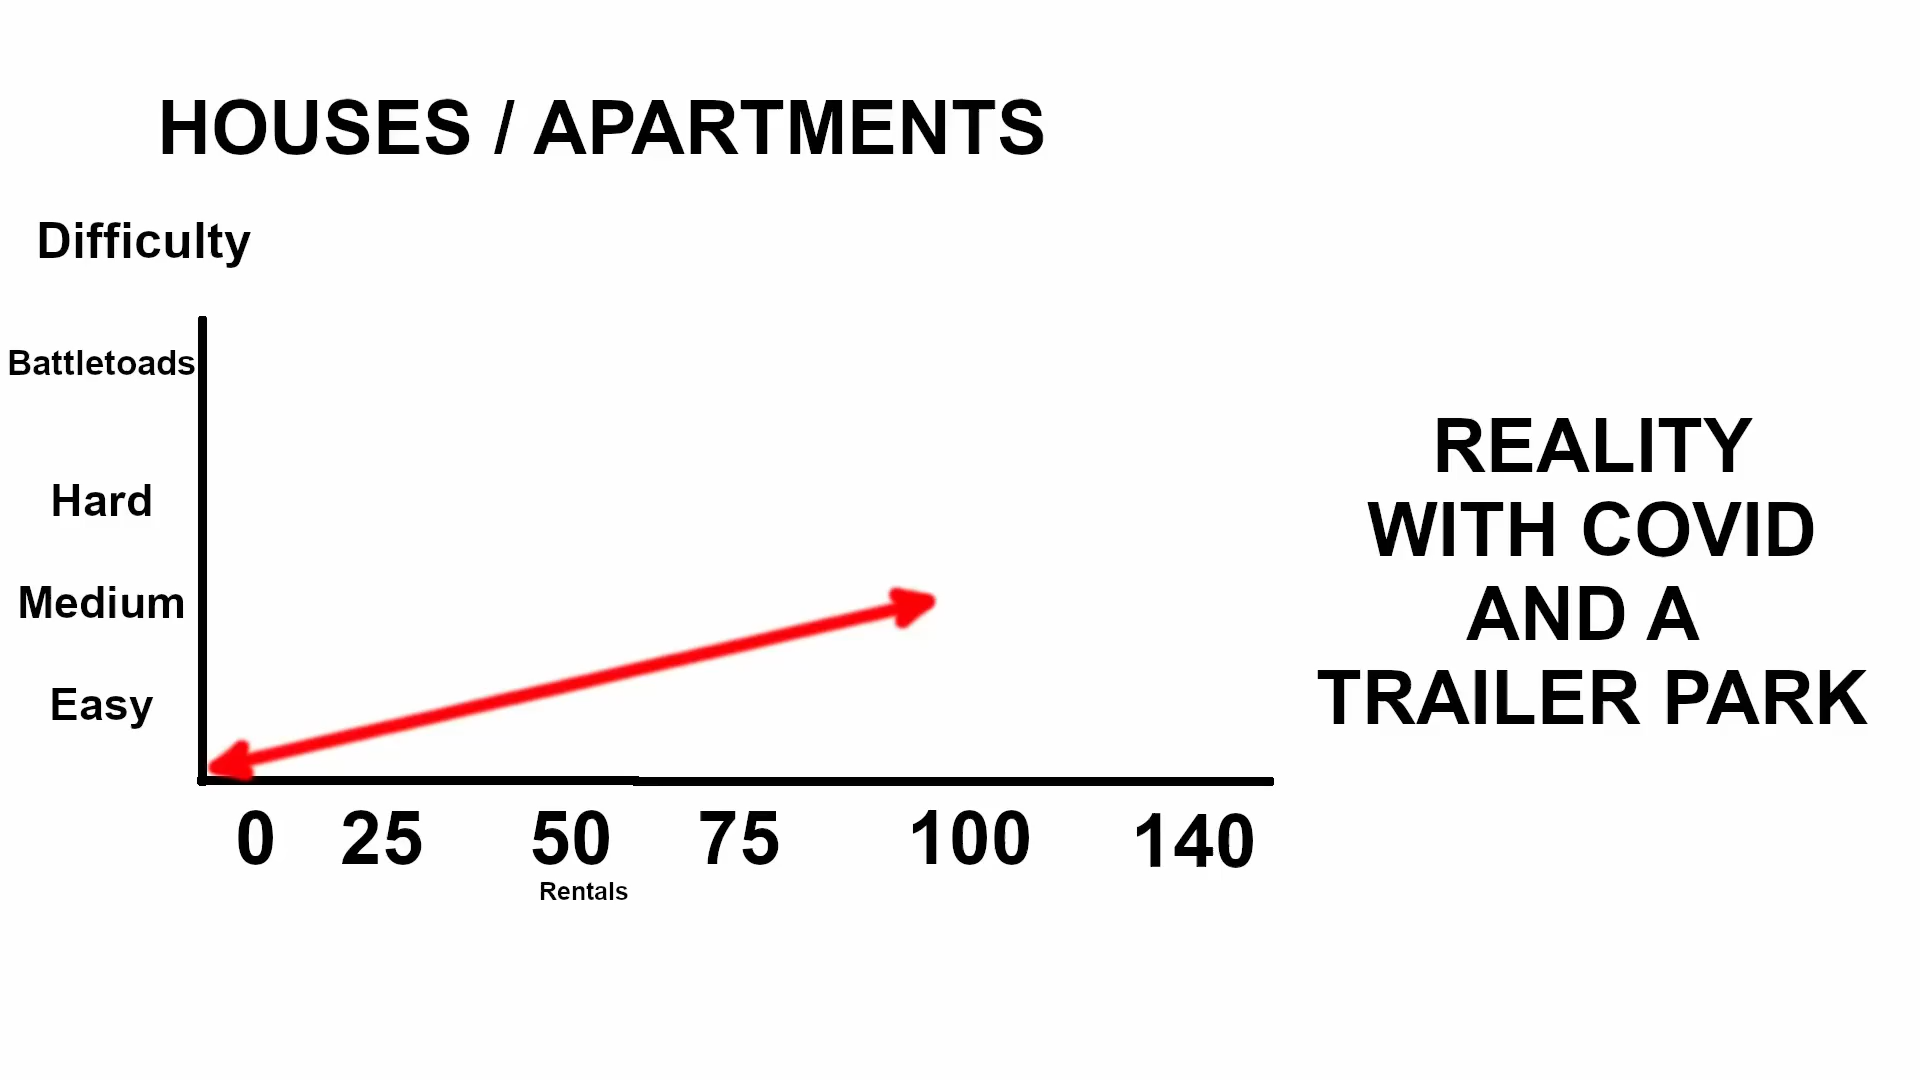 HOUSES / APARTMENTS
Difficulty
Battletoads
Hard
Medium
Easy
0 25 50 75 100 140
Rentals
REALITY
WITH COVID
AND A
TRAILER PARK